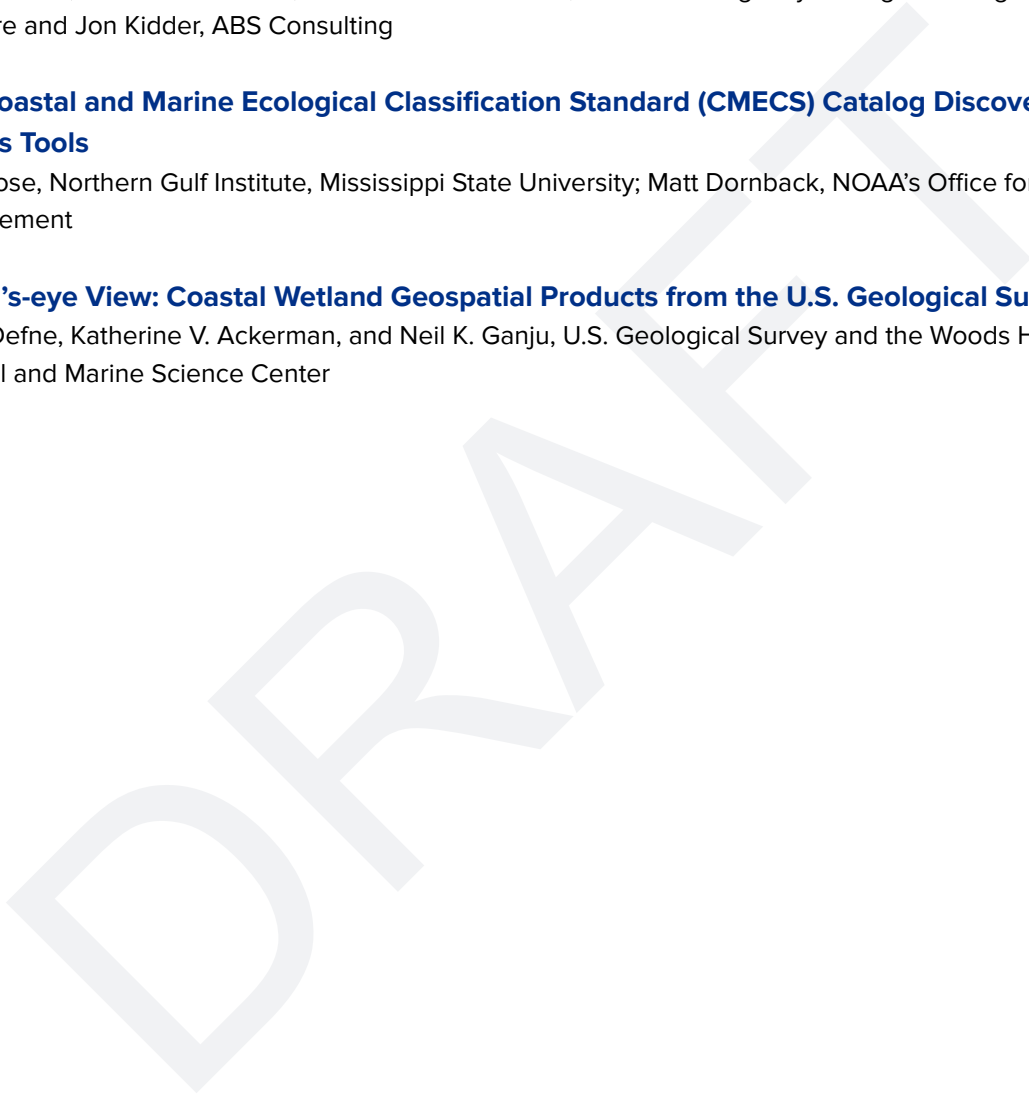 re and Jon Kidder, ABS Consulting
oastal and Marine Ecological Classification Standard (CMECS) Catalog Discove
s Tools
ose, Northern Gulf Institute, Mississippi State University; Matt Dornback, NOAA’s Office for
ement
’s-eye View: Coastal Wetland Geospatial Products from the U.S. Geological Su
Defne, Katherine V. Ackerman, and Neil K. Ganju, U.S. Geological Survey and the Woods H
l and Marine Science Center
DRAFT